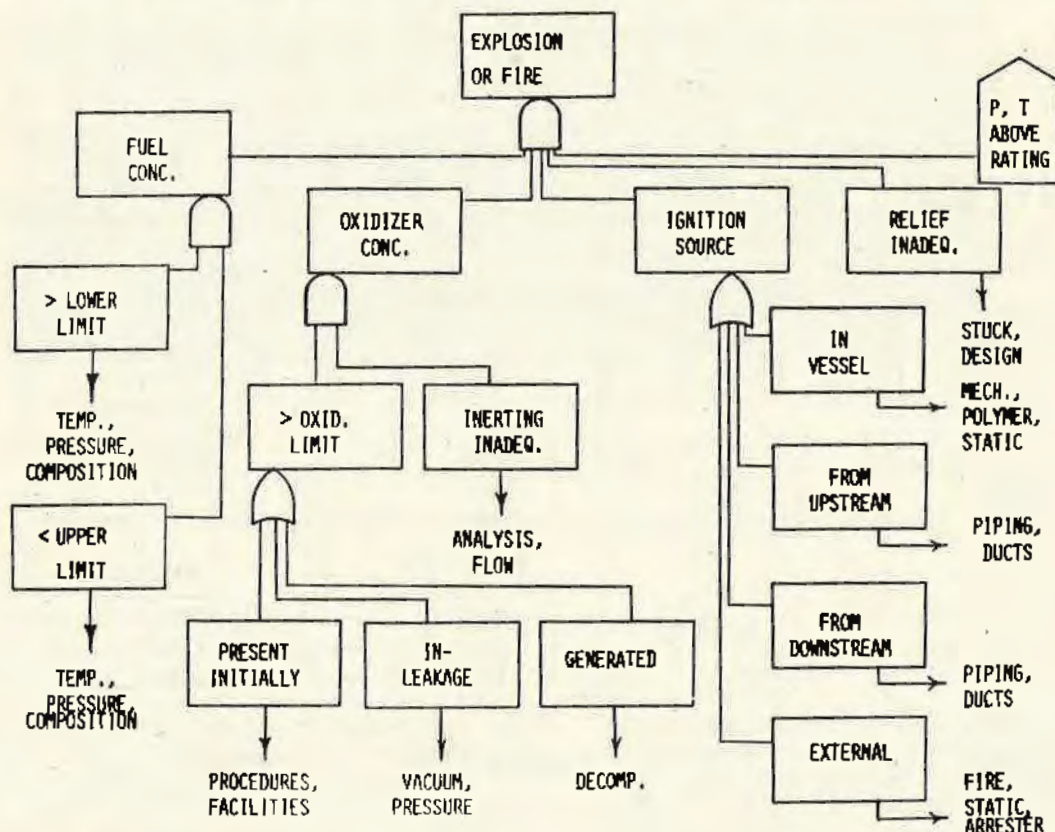 EXPLOSION
OR FIRE
P, T
ABOVE
RATING
FUEL
CONC.
OXIDIZER
CONC.
IGNITION
SOURCE
RELIEF
INADEQ.
> LOWER
LIMIT
TEMP.,
PRESSURE,
COMPOSITION
< UPPER
LIMIT
TEMP.,
PRESSURE,
COMPOSITION
> OXID.
LIMIT
INERTING
INADEQ.
ANALYSIS,
FLOW
PRESENT
INITIALLY
IN-
LEAKAGE
GENERATED
PROCEDURES,
FACILITIES
VACUUM,
PRESSURE
DECOMP.
IN
VESSEL
STUCK,
DESIGN
MECH.,
POLYMER,
STATIC
FROM
UPSTREAM
PIPING,
DUCTS
FROM
DOWNSTREAM
PIPING,
DUCTS
EXTERNAL
FIRE,
STATIC,
ARRESTER